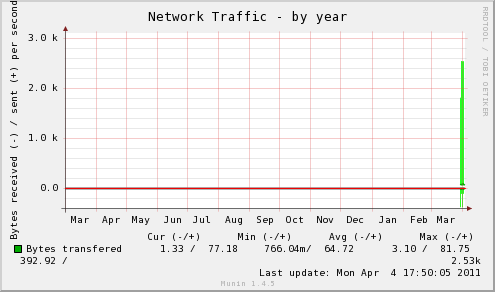 Network Traffic - by year
RRDTOOL / TOBI OETIKER
Bytes received (-) / sent (+) per second
3.0 k
2.0 k
1.0 k
0.0
Mar Apr May Jun Jul Aug Sep Oct Nov Dec Jan Feb Mar
Cur (-/+) Min (-/+) Avg (-/+) Max (-/+)
Bytes transfered 1.33 / 77.18 766.04m/ 64.72 3.10 / 81.75
392.92 / 2.53k
Last update: Mon Apr 4 17:50:05 2011
Munin 1.4.5